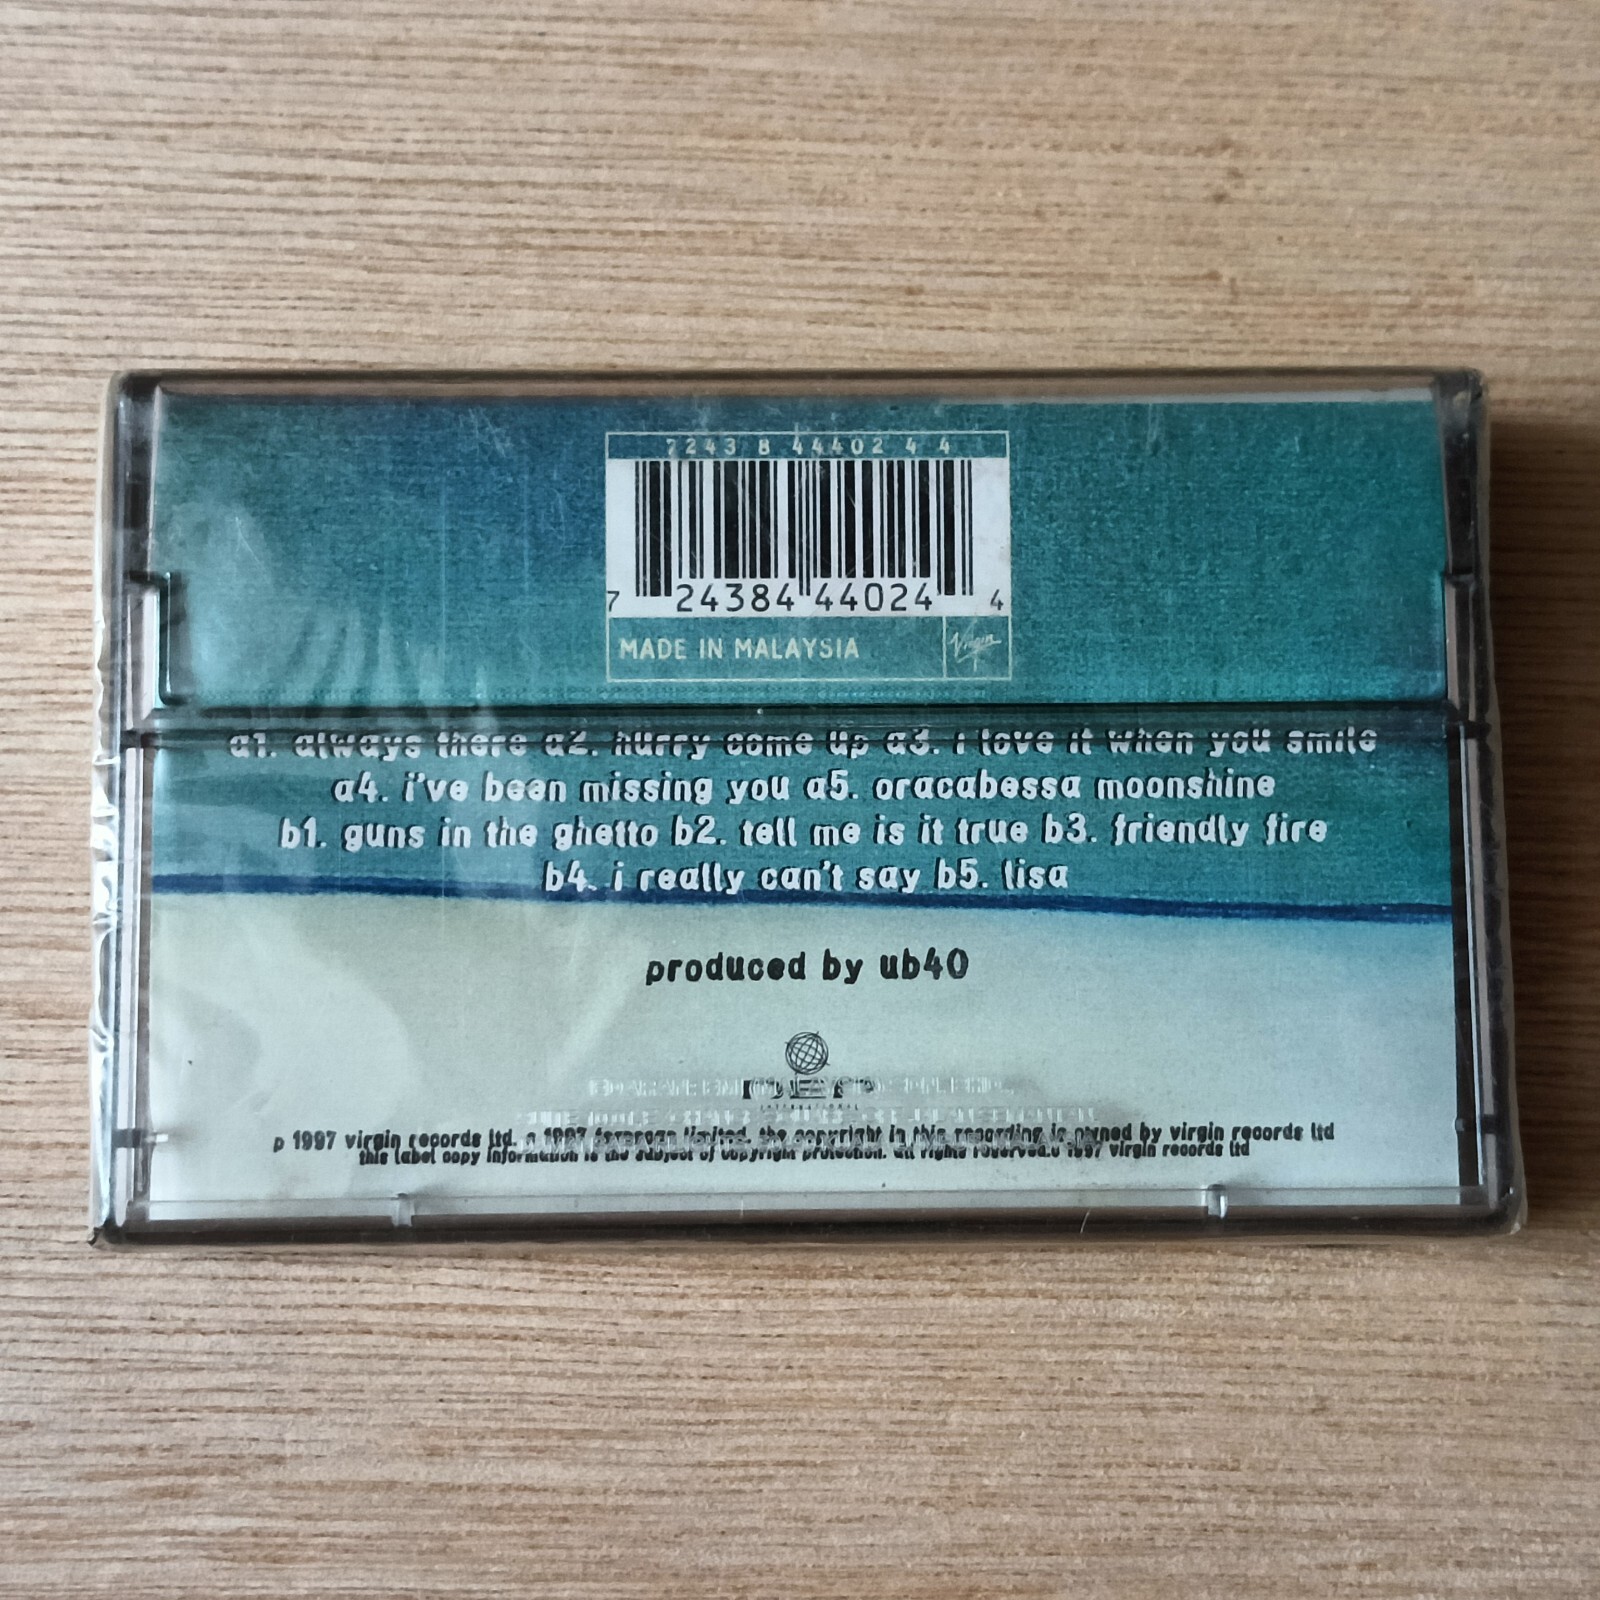 7243 8 44402 4 4
7 24384 44024 4
MADE IN MALAYSIA
Virgin
a1. always there a2. hurry come up a3. i love it when you smile
a4. i've been missing you a5. oracabessa moonshine
b1. guns in the ghetto b2. tell me is it true b3. friendly fire
b4. i really can't say b5. lisa
produced by ub40
p 1997 virgin records ltd. 1997 limited. the copyright in this recording is owned by virgin records ltd
this label copy information is the subject of copyright protection. all rights reserved.c 1997 virgin records ltd